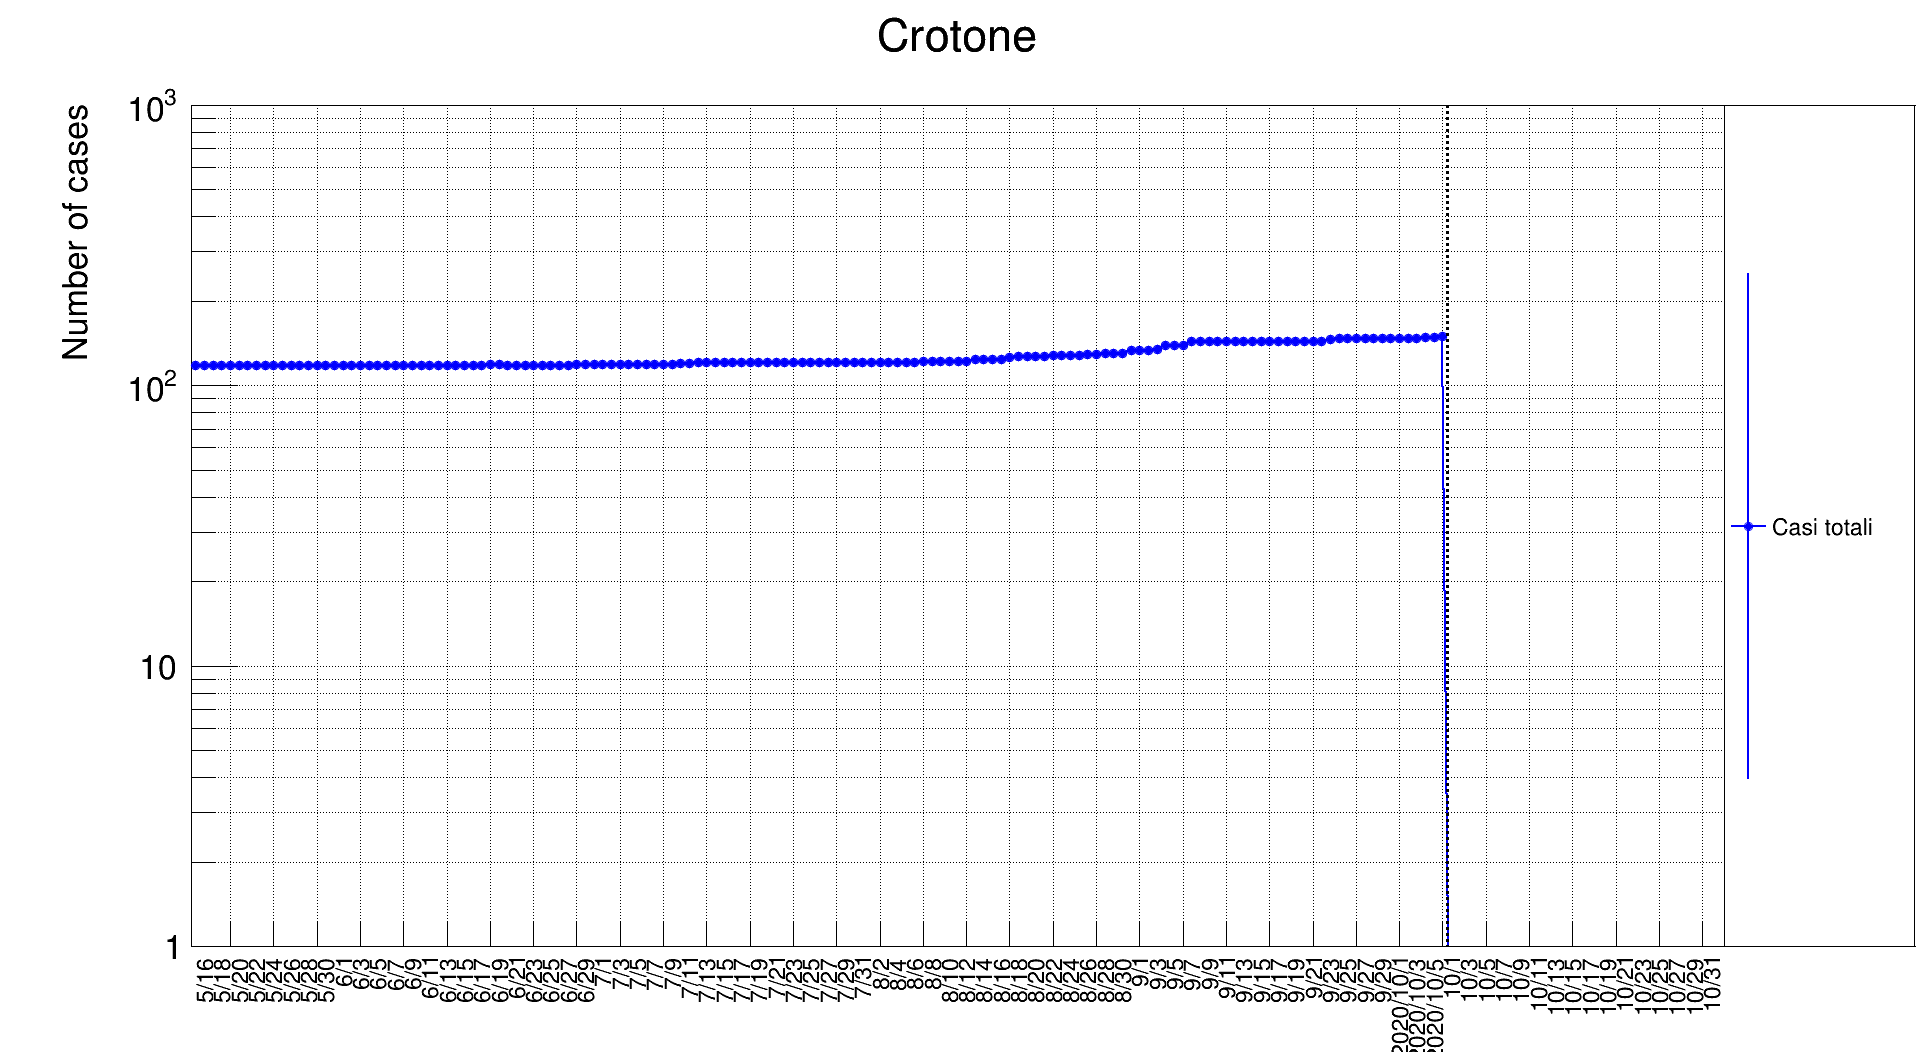 Crotone
Number of cases
10³
10²
10
1
5/16 5/18 5/20 5/22 5/24 5/26 5/28 5/30 6/1 6/3 6/5 6/7 6/9 6/11 6/13 6/15 6/17 6/19 6/21 6/23 6/25 6/27 6/29 7/1 7/3 7/5 7/7 7/9 7/11 7/13 7/15 7/17 7/19 7/21 7/23 7/25 7/27 7/29 7/31 8/2 8/4 8/6 8/8 8/10 8/12 8/14 8/16 8/18 8/20 8/22 8/24 8/26 8/28 8/30 9/1 9/3 9/5 9/7 9/9 9/11 9/13 9/15 9/17 9/19 9/21 9/23 9/25 9/27 9/29 2020/10/1 2020/10/3 2020/10/5 10/1 10/3 10/5 10/7 10/9 10/11 10/13 10/15 10/17 10/19 10/21 10/23 10/25 10/27 10/29 10/31
Casi totali